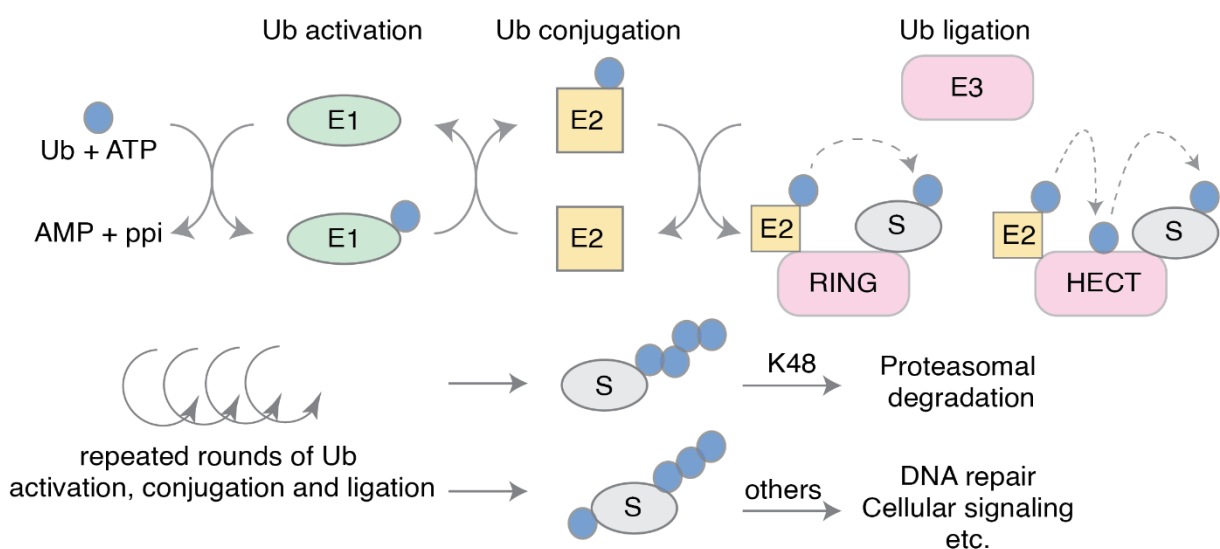 Ub activation
Ub conjugation
Ub ligation
E3
E1
E2
Ub + ATP
AMP + ppi
E1
E2
E2
S
RING
E2
S
HECT
S
K48
Proteasomal
degradation
repeated rounds of Ub
activation, conjugation and ligation
S
others
DNA repair
Cellular signaling
etc.